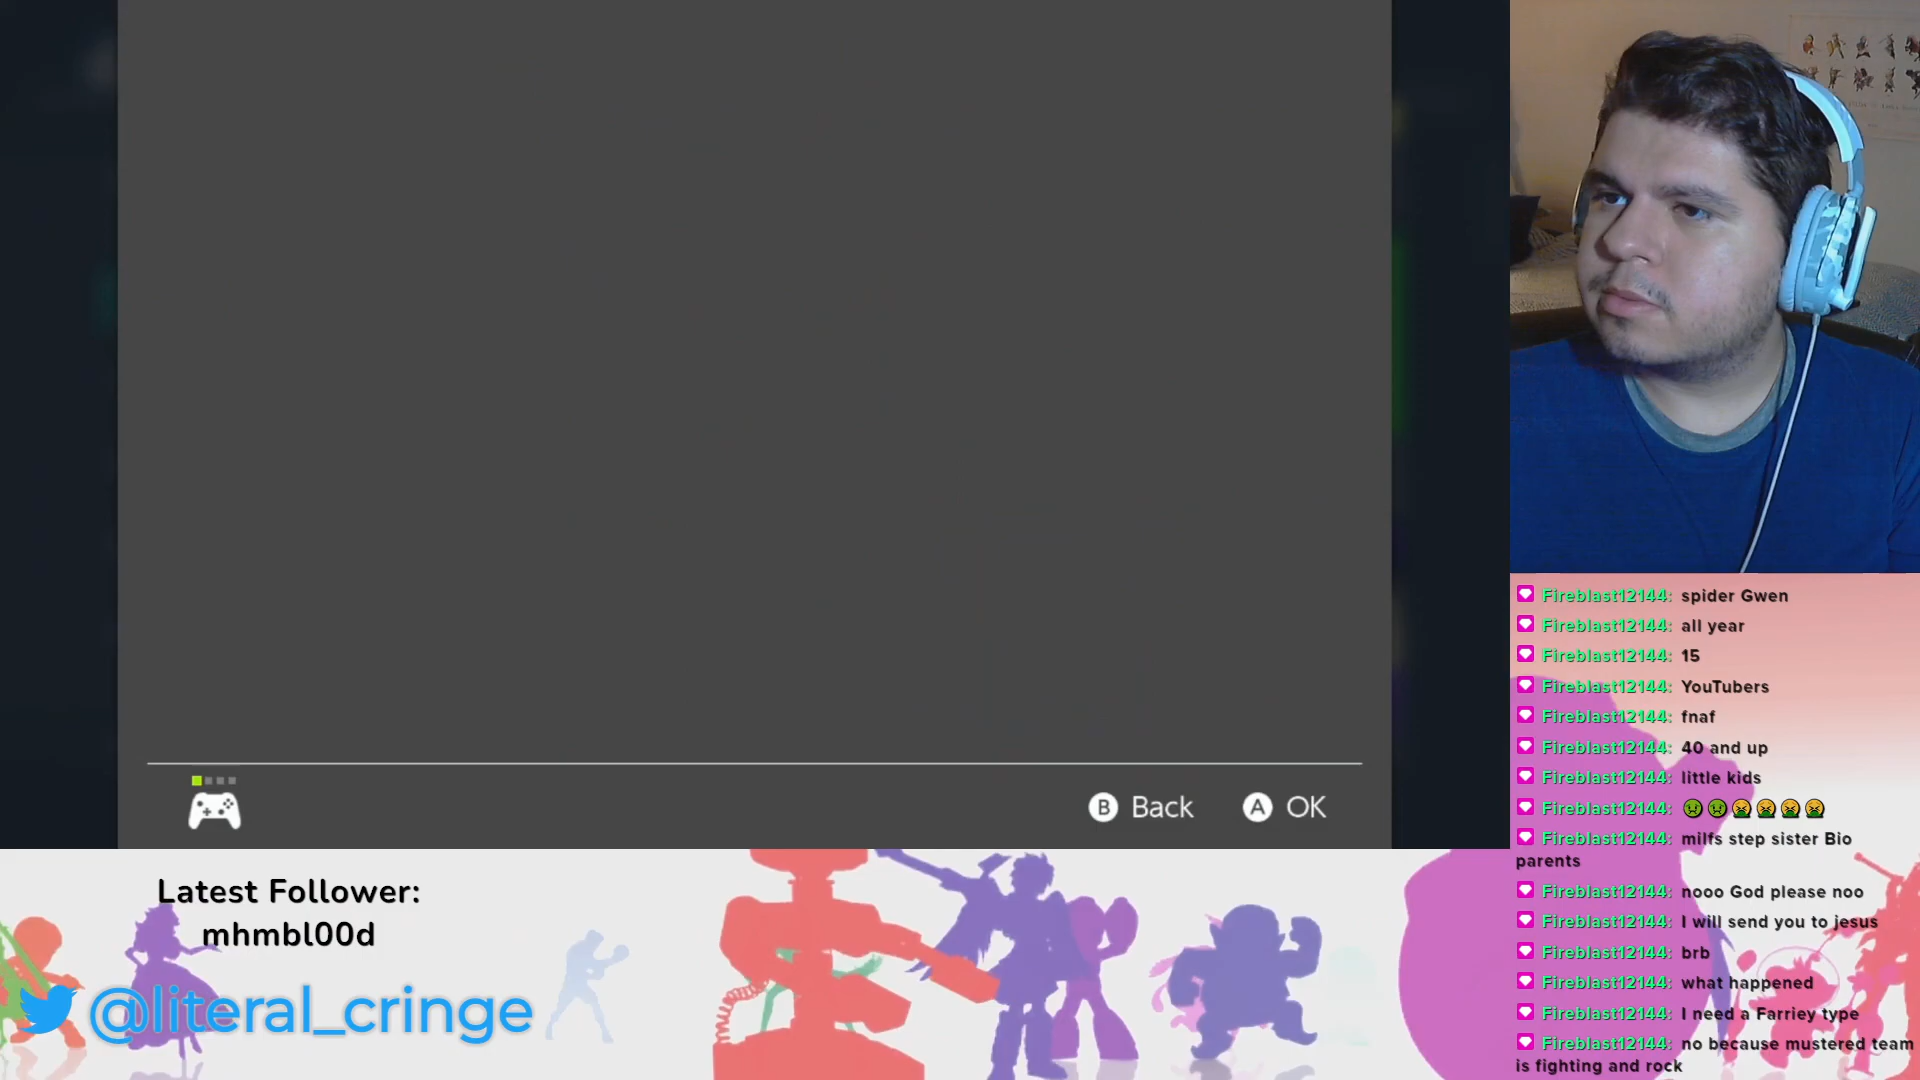 B Back A OK
Latest Follower:
mhmbl00d
@literal_cringe
Fireblast12144: spider Gwen
Fireblast12144: all year
Fireblast12144: 15
Fireblast12144: YouTubers
Fireblast12144: fnaf
Fireblast12144: 40 and up
Fireblast12144: little kids
Fireblast12144: 🤢🤢🤮🤮🤮🤮
Fireblast12144: milfs step sister Bio
parents
Fireblast12144: nooo God please noo
Fireblast12144: I will send you to jesus
Fireblast12144: brb
Fireblast12144: what happened
Fireblast12144: I need a Farriey type
Fireblast12144: no because mustered team
is fighting and rock